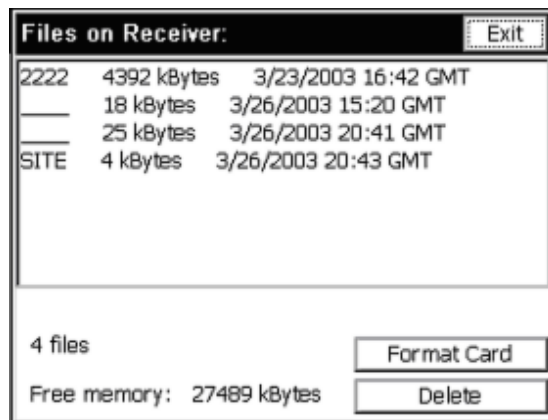 Files on Receiver: Exit
2222 4392 kBytes 3/23/2003 16:42 GMT
____ 18 kBytes 3/26/2003 15:20 GMT
____ 25 kBytes 3/26/2003 20:41 GMT
SITE 4 kBytes 3/26/2003 20:43 GMT
4 files
Format Card
Free memory: 27489 kBytes
Delete